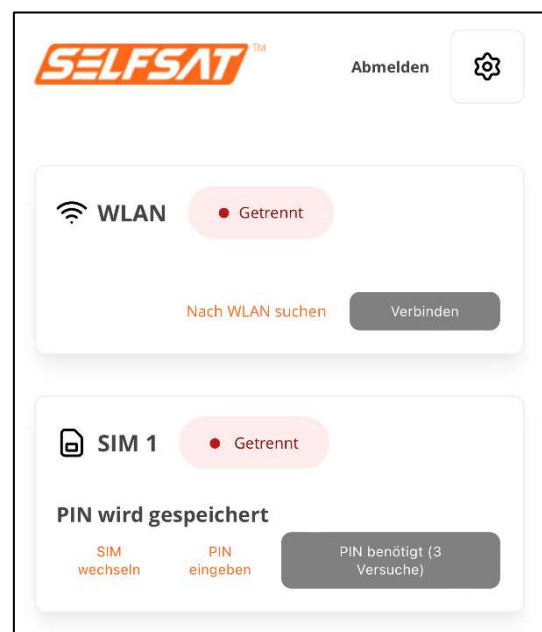 SELFSAT™
Abmelden
WLAN
Getrennt
Nach WLAN suchen
Verbinden
SIM 1
Getrennt
PIN wird gespeichert
SIM
wechseln
PIN
eingeben
PIN benötigt (3
Versuche)